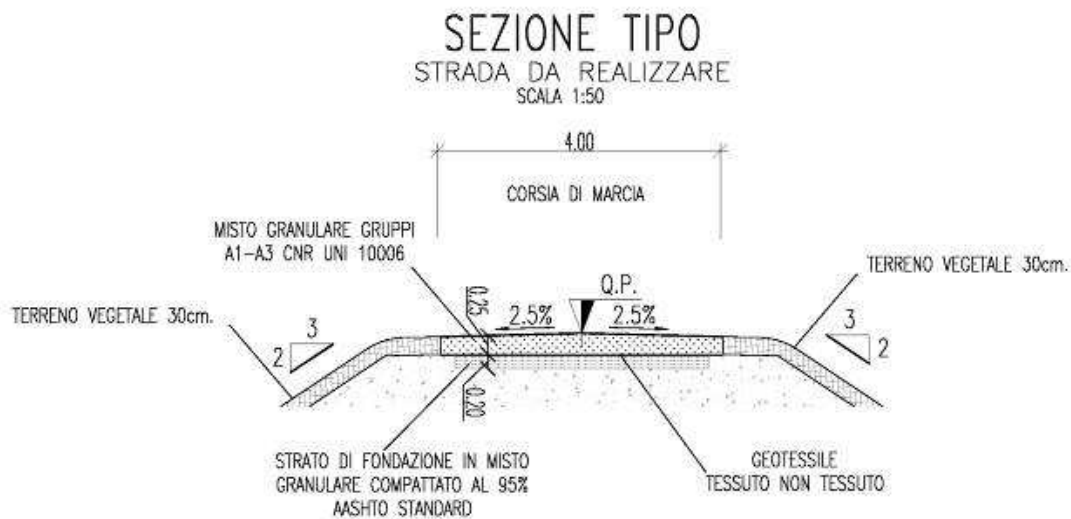 SEZIONE TIPO
STRADA DA REALIZZARE
SCALA 1:50
4.00
CORSIA DI MARCIA
MISTO GRANULARE GRUPPI
A1-A3 CNR UNI 10006
TERRENO VEGETALE 30cm.
TERRENO VEGETALE 30cm.
Q.P.
0.25
2.5%
2.5%
3
2
3
2
0.20
STRATO DI FONDAZIONE IN MISTO
GRANULARE COMPATTATO AL 95%
AASHTO STANDARD
GEOTESSILE
TESSUTO NON TESSUTO